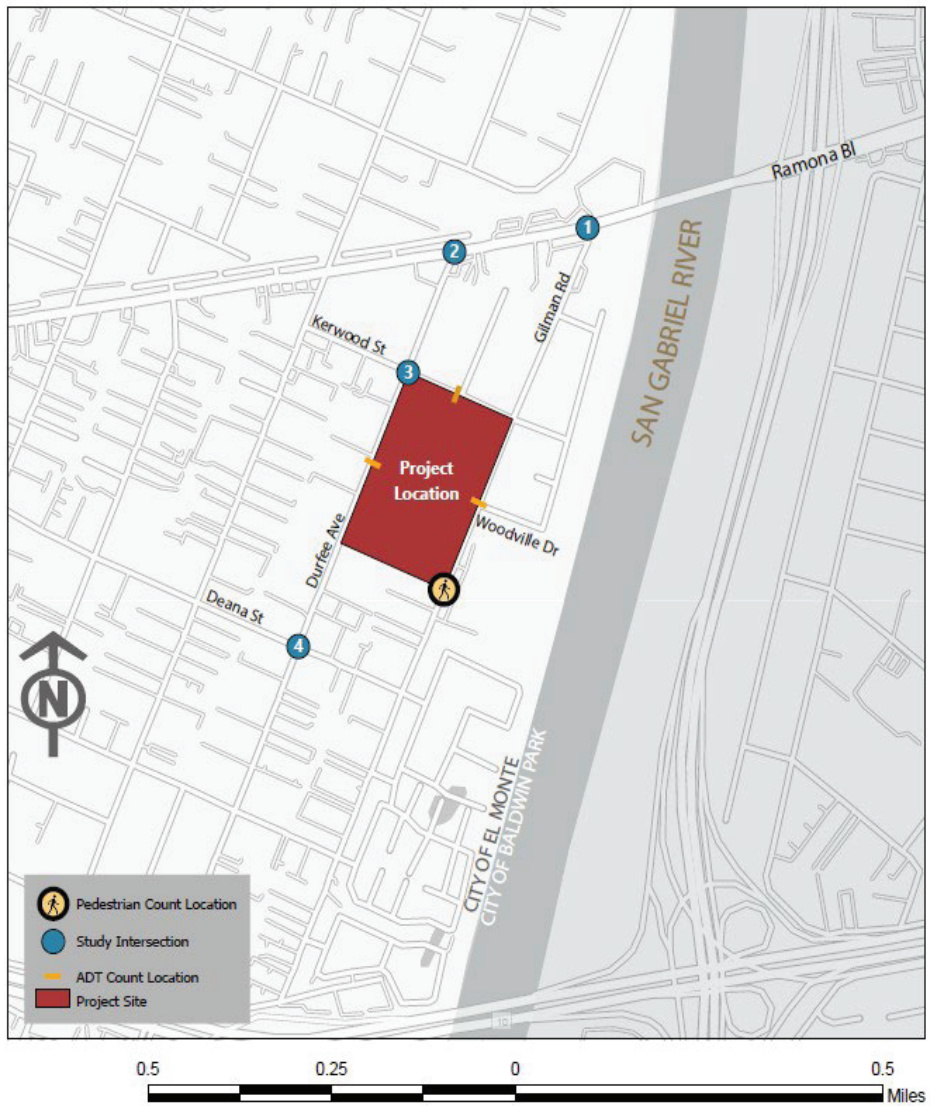 Ramona Bl
1
2
Gilman Rd
SAN GABRIEL RIVER
Kerwood St
3
Project
Location
Woodville Dr
Durfee Ave
Deana St
4
N
CITY OF EL MONTE
CITY OF BALDWIN PARK
Pedestrian Count Location
Study Intersection
ADT Count Location
Project Site
10
0.5 0.25 0 0.5
Miles